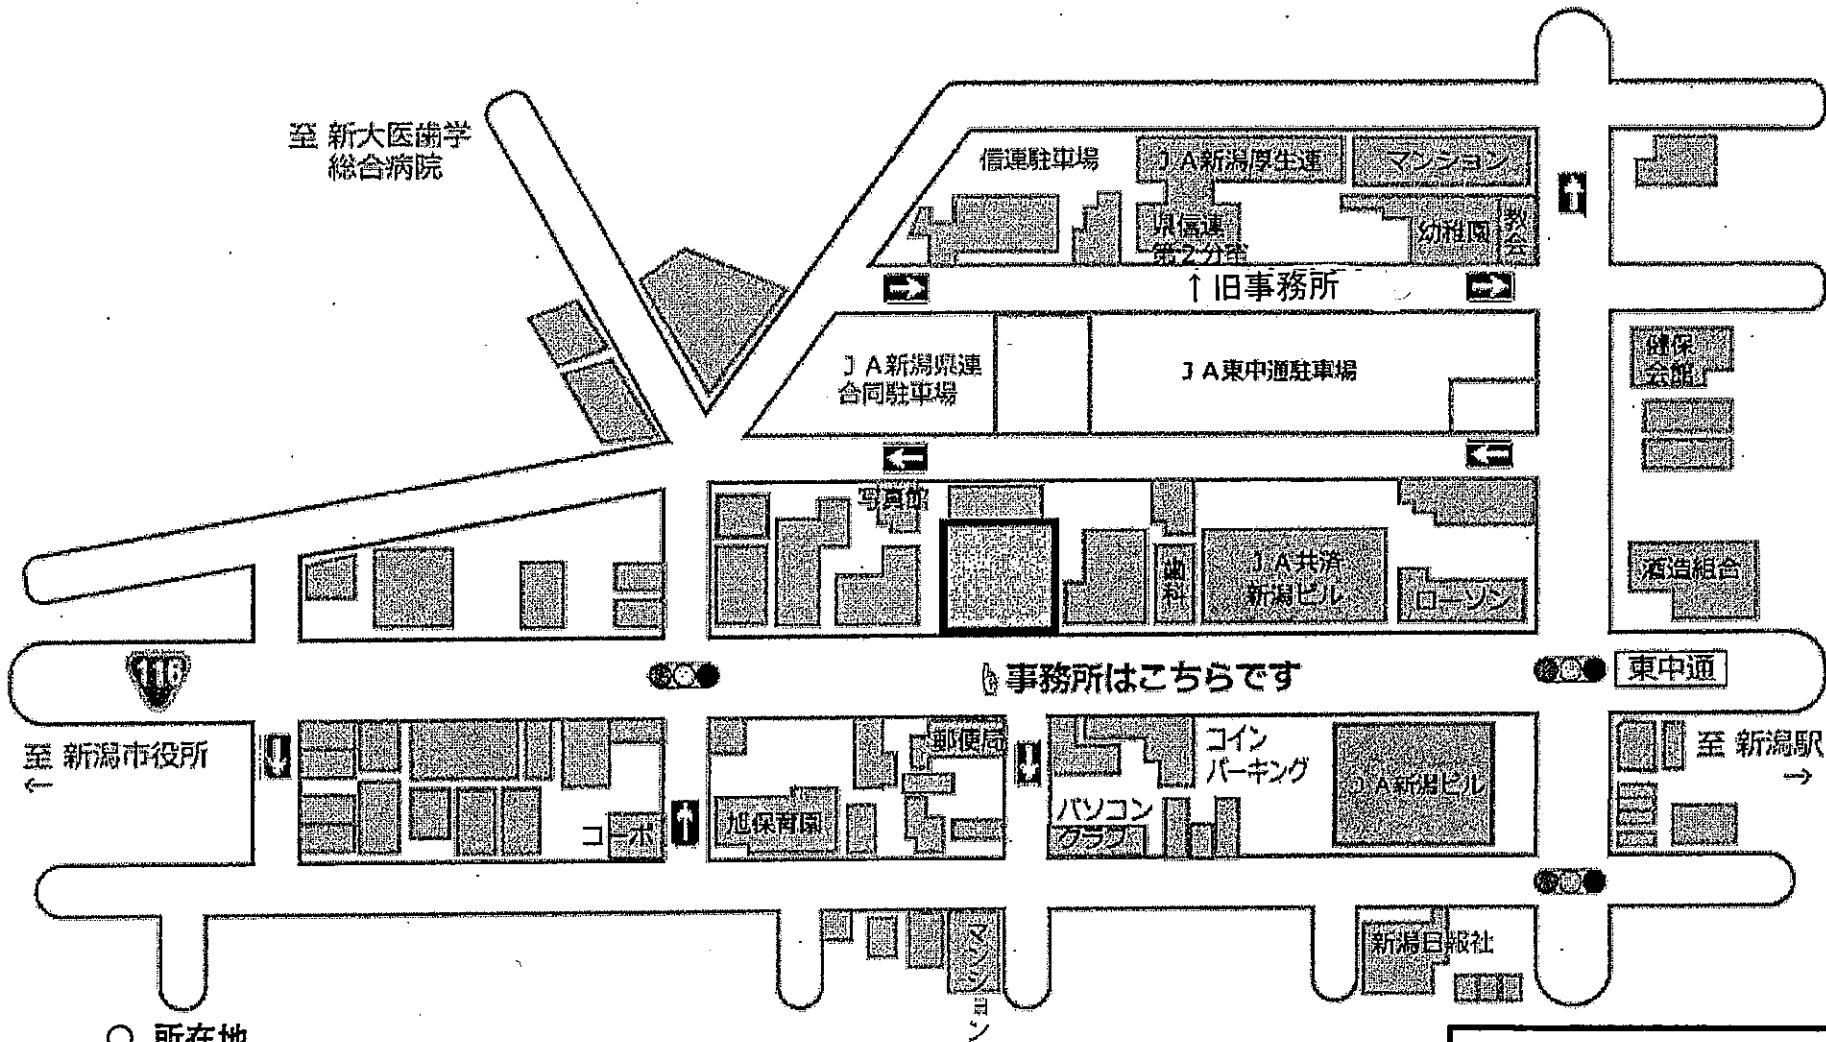 至 新大医歯学
総合病院
信連駐車場
ＪＡ新潟厚生連
マンション
県信連
第2分室
幼稚園
教会
↑旧事務所
ＪＡ新潟県連
合同駐車場
ＪＡ東中通駐車場
健保
会館
写真館
歯科
ＪＡ共済
新潟ビル
ローソン
酒造組合
116
事務所はこちらです
東中通
至 新潟市役所
←
郵便局
コイン
パーキング
ＪＡ新潟ビル
至 新潟駅
→
コーポ
旭保育園
パソコン
クラブ
マンション
新潟日報社
○ 所在地